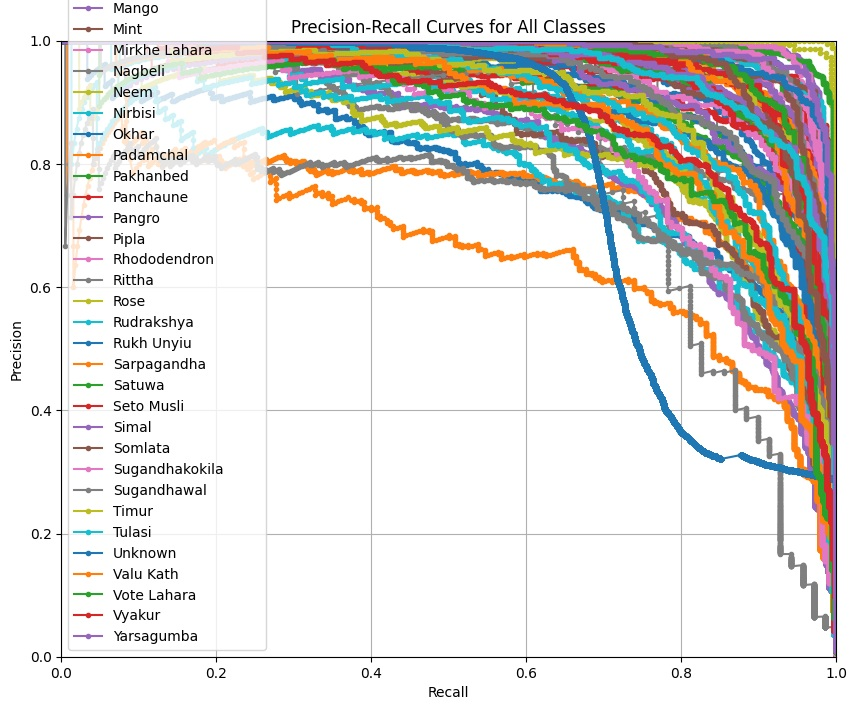 Precision-Recall Curves for All Classes
Mango
Mint
Mirkhe Lahara
Nagbeli
Neem
Nirbisi
Okhar
Padamchal
Pakhanbed
Panchaune
Pangro
Pipla
Rhododendron
Rittha
Rose
Rudrakshya
Rukh Unyiu
Sarpagandha
Satuwa
Seto Musli
Simal
Somlata
Sugandhakokila
Sugandhawal
Timur
Tulasi
Unknown
Valu Kath
Vote Lahara
Vyakur
Yarsagumba
1.0
0.8
0.6
0.4
0.2
0.0
Precision
0.0 0.2 0.4 0.6 0.8 1.0
Recall